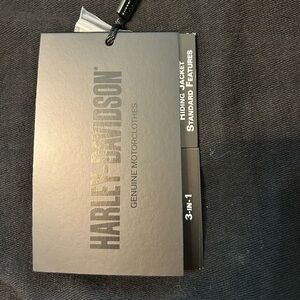 HARLEY-DAVIDSON®
GENUINE MOTORCLOTHES
RIDING JACKET
STANDARD FEATURES
3-IN-1